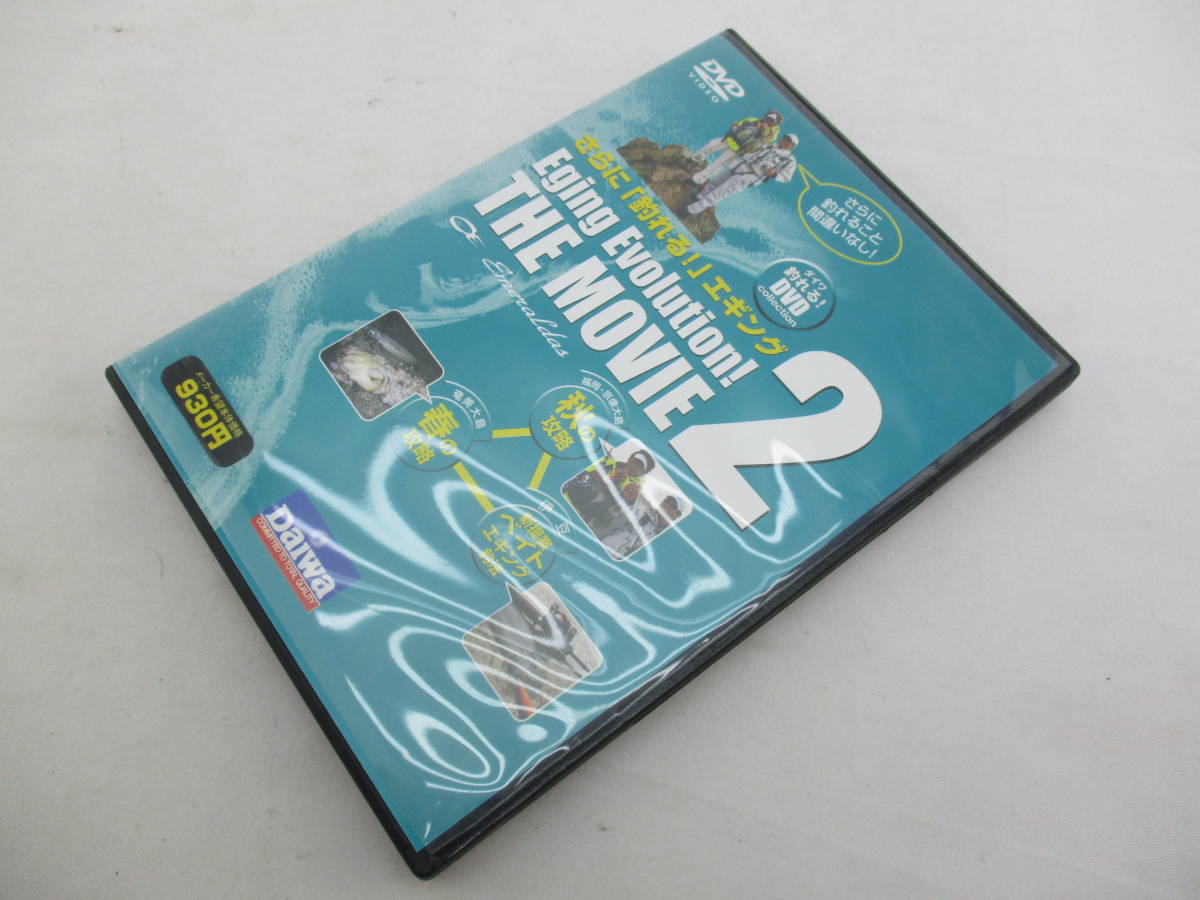 DVD
VIDEO
さらに
釣れること
間違いなし!
さらに「釣れる!」エギング
Eging Evolution!
THE MOVIE
2
Emeraldas
ダイワ
釣れる!
DVD
collection
奄美大島
春の
攻略
福岡・宗像大島
秋の
攻略
伊豆
新提案
ベイト
エギング
釣法
メーカー希望本体価格
930円
Daiwa
COMMITTED TO TOTAL QUALITY